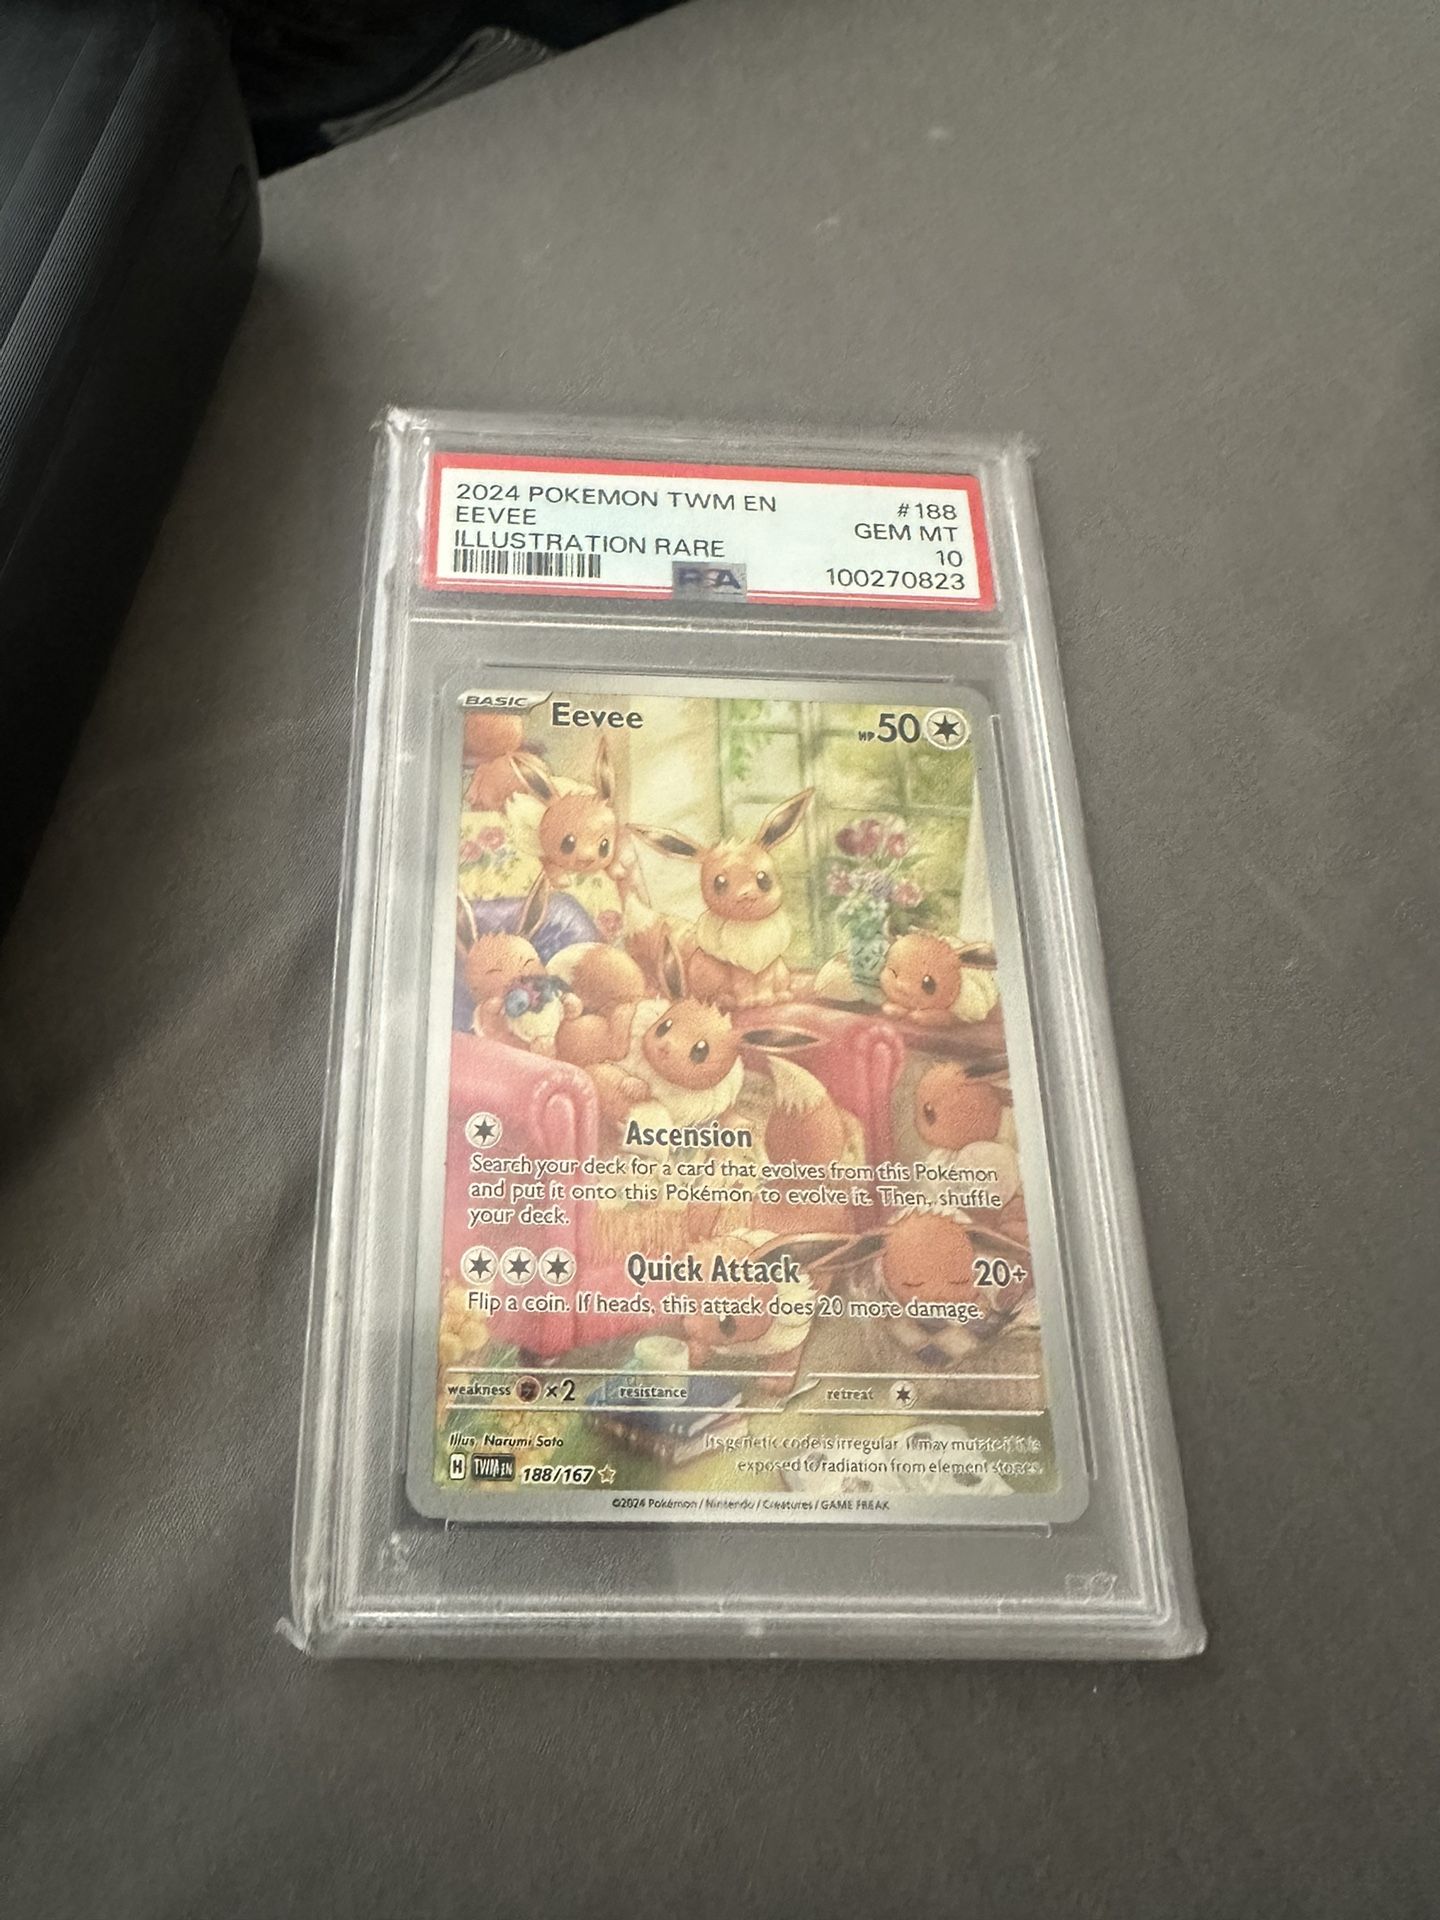 2024 POKEMON TWM EN #188
EEVEE GEM MT
ILLUSTRATION RARE 10
PSA 100270823
BASIC Eevee HP 50
Ascension
Search your deck for a card that evolves from this Pokémon
and put it onto this Pokémon to evolve it. Then, shuffle
your deck.
Quick Attack 20+
Flip a coin. If heads, this attack does 20 more damage.
weakness ×2 resistance retreat
Illus. Narumi Sato
Its genetic code is irregular. It may mutate if it is
exposed to radiation from element stones.
H TWM EN 188/167
©2024 Pokémon / Nintendo / Creatures / GAME FREAK